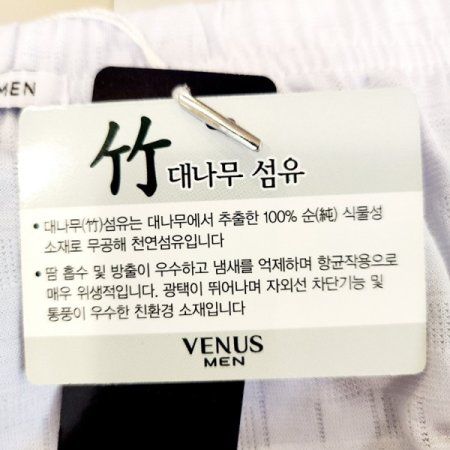 MEN
竹 대나무 섬유
• 대나무(竹)섬유는 대나무에서 추출한 100% 순(純) 식물성
소재로 무공해 천연섬유입니다
• 땀 흡수 및 방출이 우수하고 냄새를 억제하며 항균작용으로
매우 위생적입니다. 광택이 뛰어나며 자외선 차단기능 및
통풍이 우수한 친환경 소재입니다
VENUS
MEN